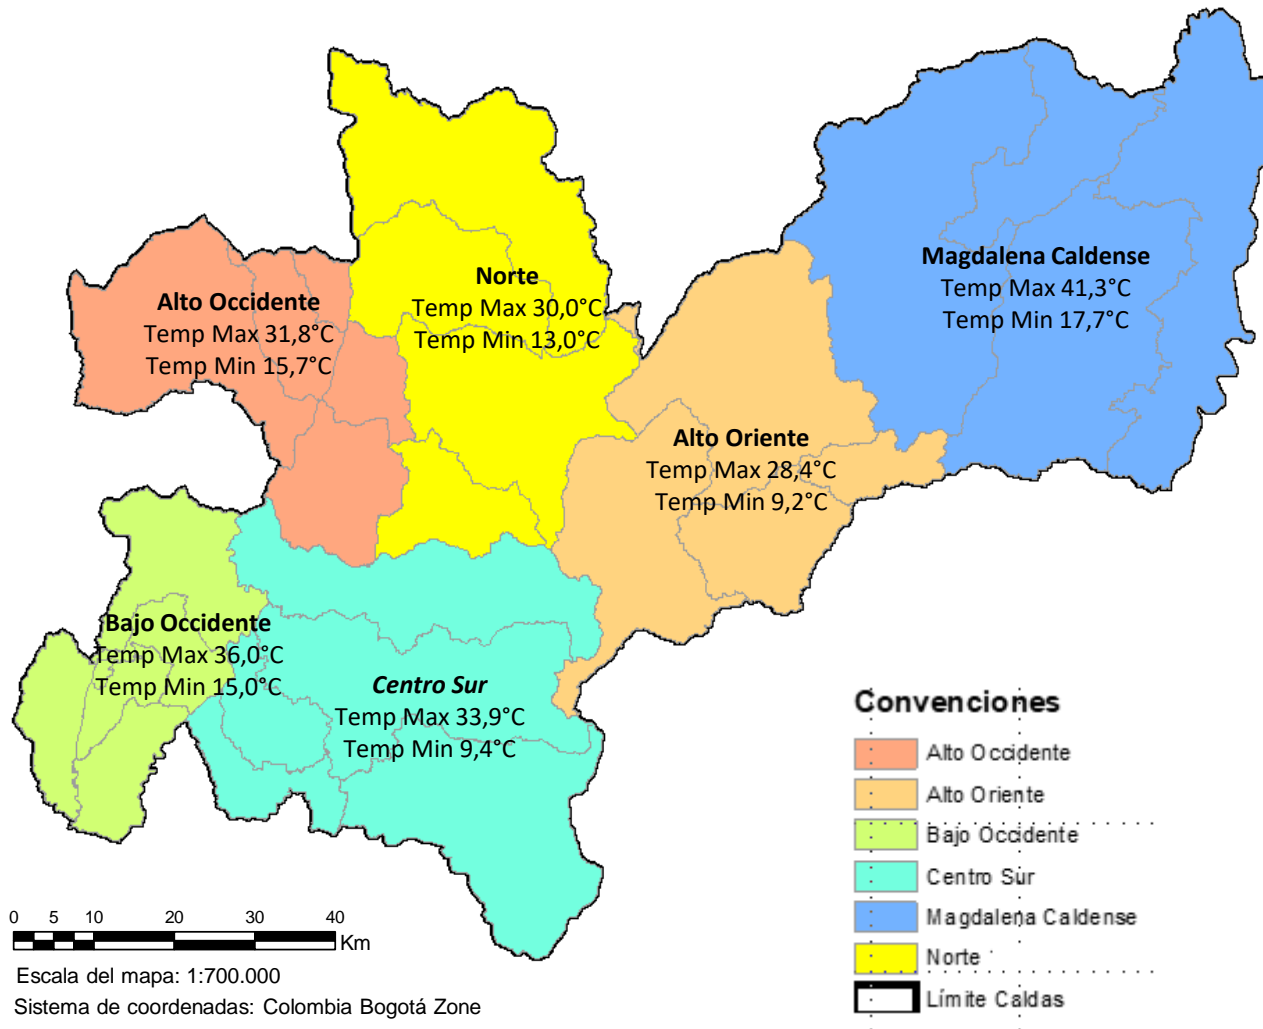 Magdalena Caldense
Temp Max 41,3°C
Temp Min 17,7°C
Norte
Temp Max 30,0°C
Temp Min 13,0°C
Alto Occidente
Temp Max 31,8°C
Temp Min 15,7°C
Alto Oriente
Temp Max 28,4°C
Temp Min 9,2°C
Bajo Occidente
Temp Max 36,0°C
Temp Min 15,0°C
Centro Sur
Temp Max 33,9°C
Temp Min 9,4°C
Convenciones
Alto Occidente
Alto Oriente
Bajo Occidente
Centro Sur
Magdalena Caldense
Norte
Límite Caldas
0 5 10 20 30 40
Km
Escala del mapa: 1:700.000
Sistema de coordenadas: Colombia Bogotá Zone